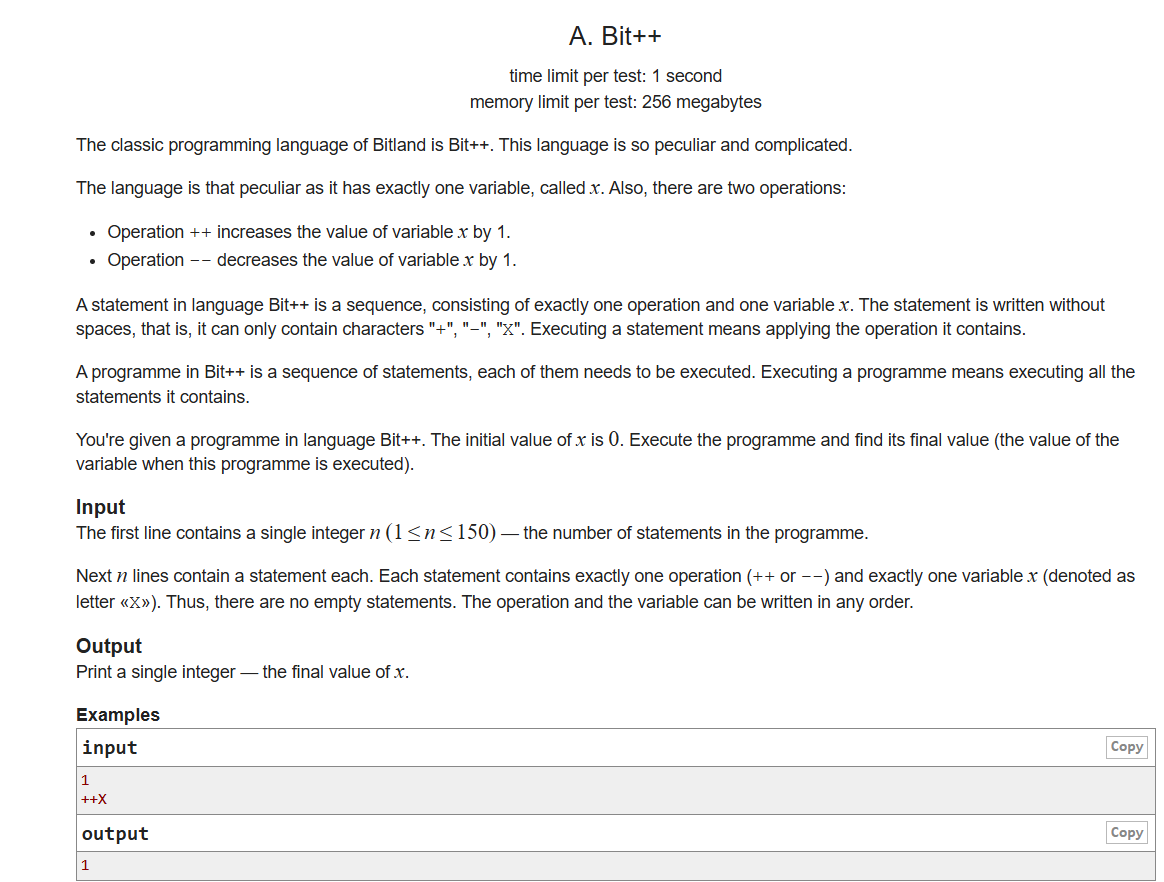 A. Bit++
time limit per test: 1 second
memory limit per test: 256 megabytes
The classic programming language of Bitland is Bit++. This language is so peculiar and complicated.
The language is that peculiar as it has exactly one variable, called x. Also, there are two operations:
• Operation ++ increases the value of variable x by 1.
• Operation -- decreases the value of variable x by 1.
A statement in language Bit++ is a sequence, consisting of exactly one operation and one variable x. The statement is written without
spaces, that is, it can only contain characters "+", "-", "X". Executing a statement means applying the operation it contains.
A programme in Bit++ is a sequence of statements, each of them needs to be executed. Executing a programme means executing all the
statements it contains.
You're given a programme in language Bit++. The initial value of x is 0. Execute the programme and find its final value (the value of the
variable when this programme is executed).
Input
The first line contains a single integer n (1 ≤ n ≤ 150) — the number of statements in the programme.
Next n lines contain a statement each. Each statement contains exactly one operation (++ or --) and exactly one variable x (denoted as
letter «X»). Thus, there are no empty statements. The operation and the variable can be written in any order.
Output
Print a single integer — the final value of x.
Examples
input Copy
1
++X
output Copy
1